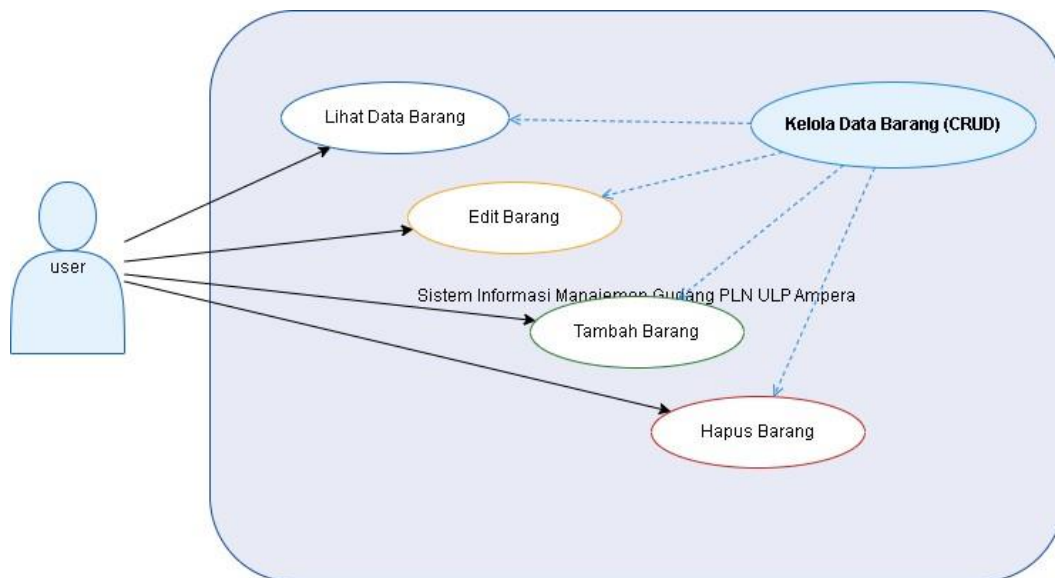 Lihat Data Barang
Kelola Data Barang (CRUD)
Edit Barang
user
Sistem Informasi Manajemen Gudang PLN ULP Ampera
Tambah Barang
Hapus Barang